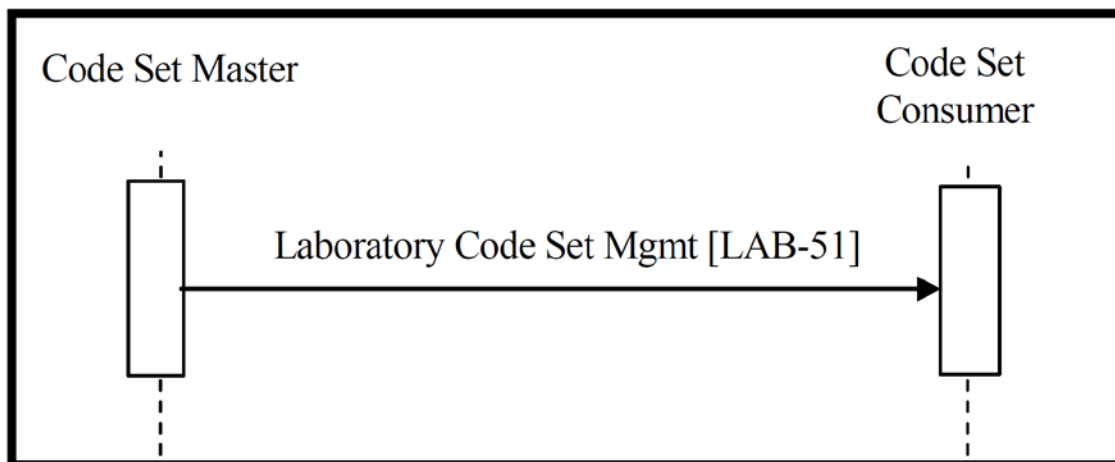 Code Set Master
Code Set
Consumer
Laboratory Code Set Mgmt [LAB-51]